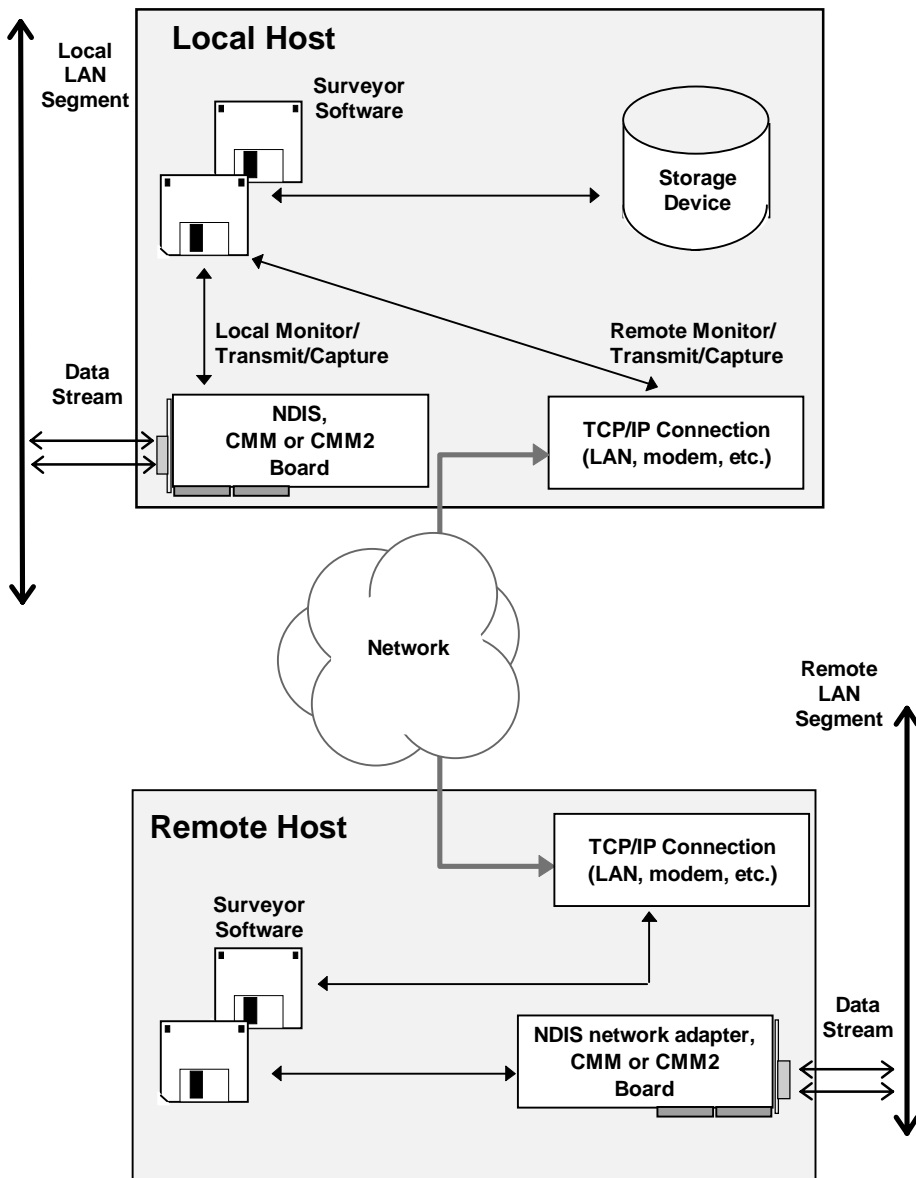 Local Host
Local
LAN
Segment
Surveyor
Software
Storage
Device
Local Monitor/
Transmit/Capture
Remote Monitor/
Transmit/Capture
Data
Stream
NDIS,
CMM or CMM2
Board
TCP/IP Connection
(LAN, modem, etc.)
Network
Remote
LAN
Segment
Remote Host
TCP/IP Connection
(LAN, modem, etc.)
Surveyor
Software
NDIS network adapter,
CMM or CMM2
Board
Data
Stream